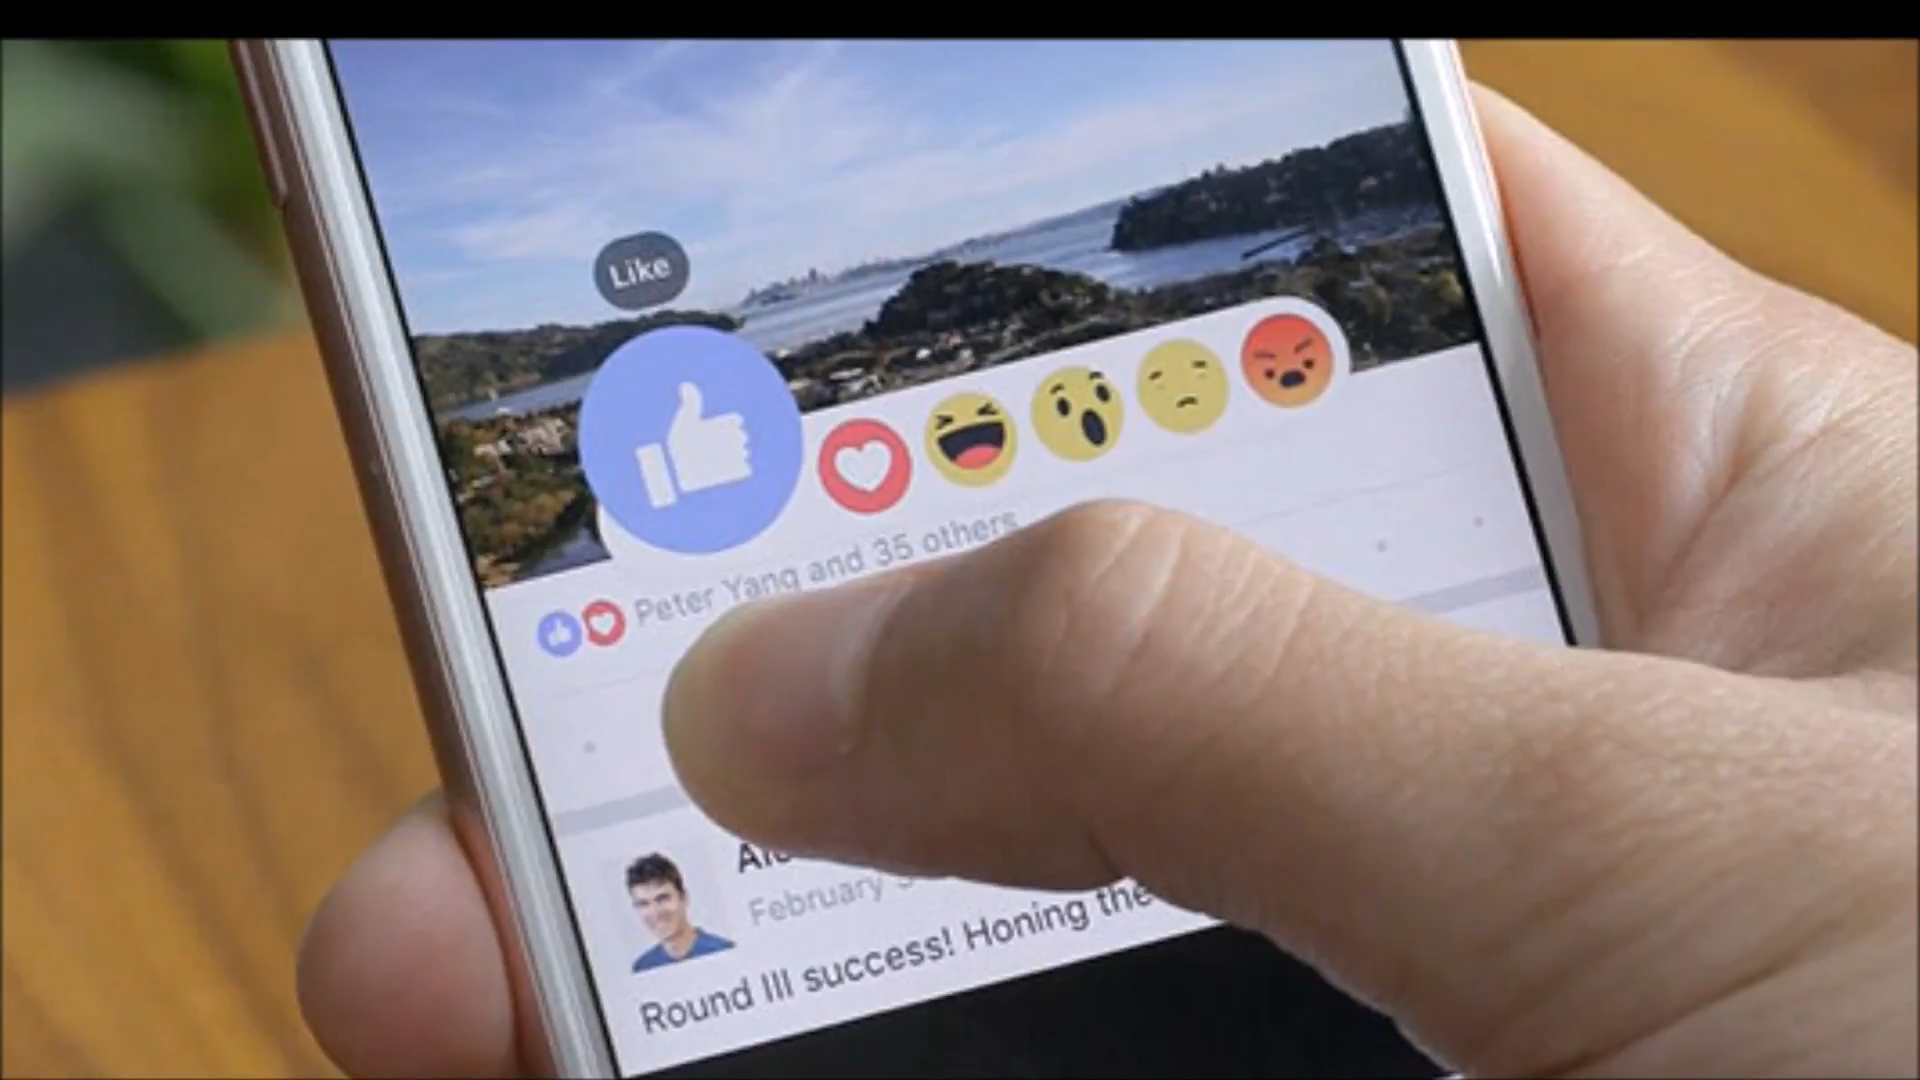 Like
Peter Yang and 35 others
February
Round III success! Honing the